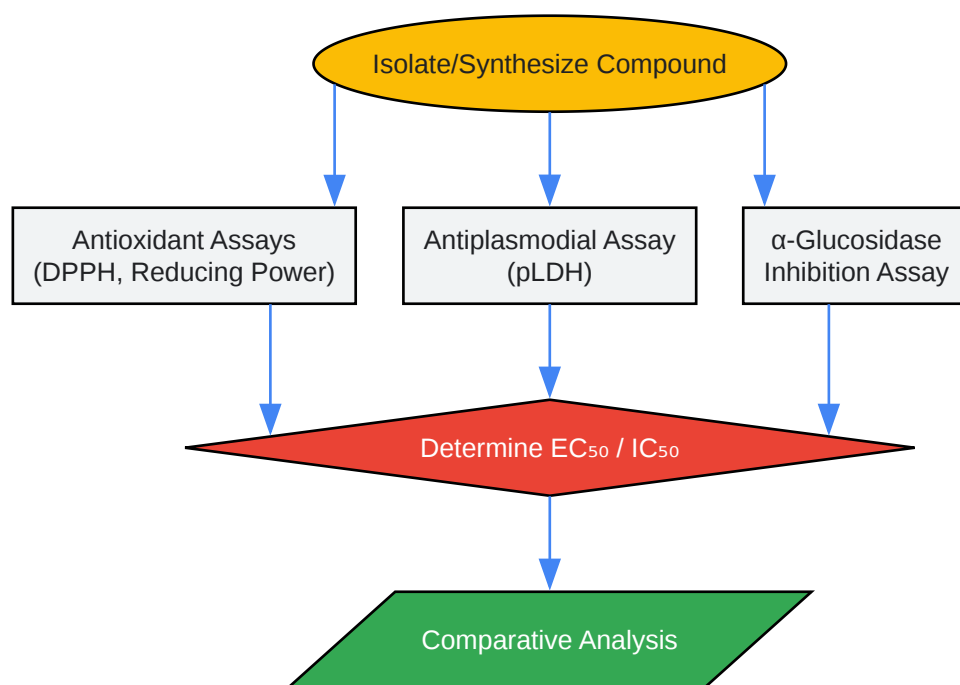 Isolate/Synthesize Compound
Antioxidant Assays
(DPPH, Reducing Power)
Antiplasmodial Assay
(pLDH)
α-Glucosidase
Inhibition Assay
Determine EC₅₀ / IC₅₀
Comparative Analysis